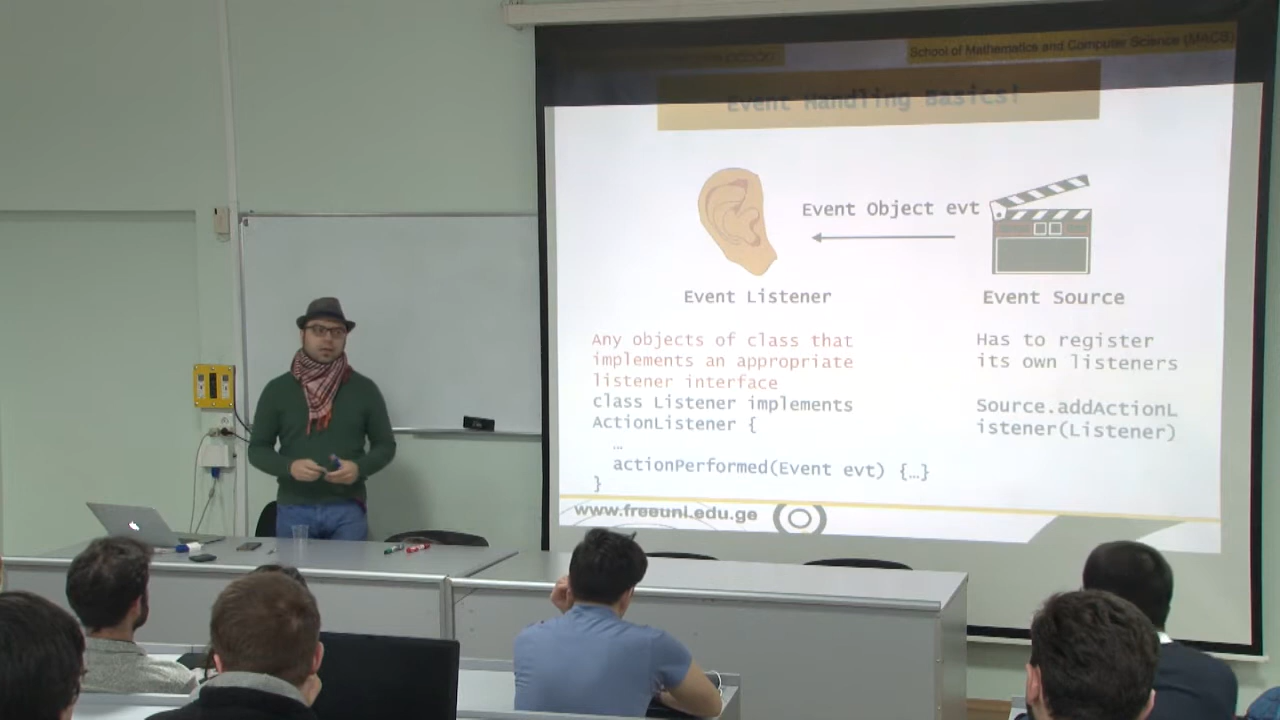 School of Mathematics and Computer Science (MACS)
Event Handling Basics!
Event Object evt
Event Listener
Event Source
Any objects of class that
implements an appropriate
listener interface
class Listener implements
ActionListener {
…
actionPerformed(Event evt) {…}
}
Has to register
its own listeners
Source.addActionL
istener(Listener)
www.freeuni.edu.ge